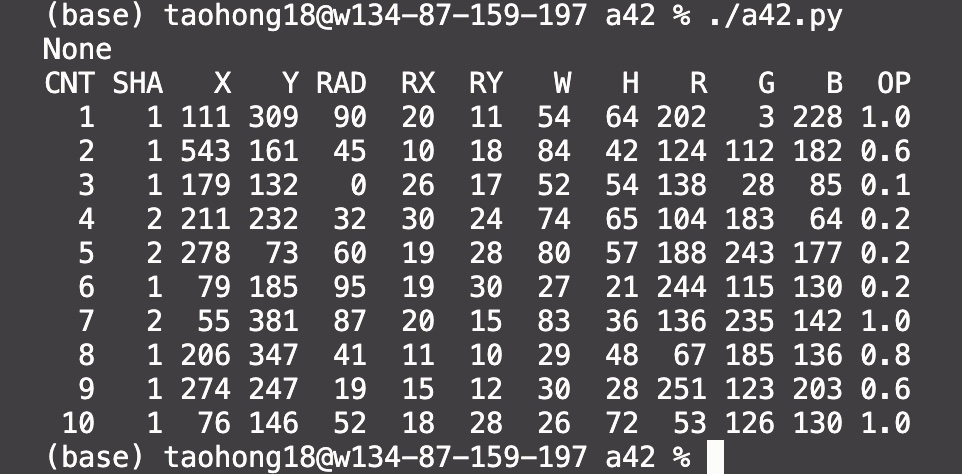 (base) taohong18@w134-87-159-197 a42 % ./a42.py
None
CNT SHA   X   Y RAD  RX  RY   W   H   R   G   B  OP
  1   1 111 309  90  20  11  54  64 202   3 228 1.0
  2   1 543 161  45  10  18  84  42 124 112 182 0.6
  3   1 179 132   0  26  17  52  54 138  28  85 0.1
  4   2 211 232  32  30  24  74  65 104 183  64 0.2
  5   2 278  73  60  19  28  80  57 188 243 177 0.2
  6   1  79 185  95  19  30  27  21 244 115 130 0.2
  7   2  55 381  87  20  15  83  36 136 235 142 1.0
  8   1 206 347  41  11  10  29  48  67 185 136 0.8
  9   1 274 247  19  15  12  30  28 251 123 203 0.6
 10   1  76 146  52  18  28  26  72  53 126 130 1.0
(base) taohong18@w134-87-159-197 a42 %